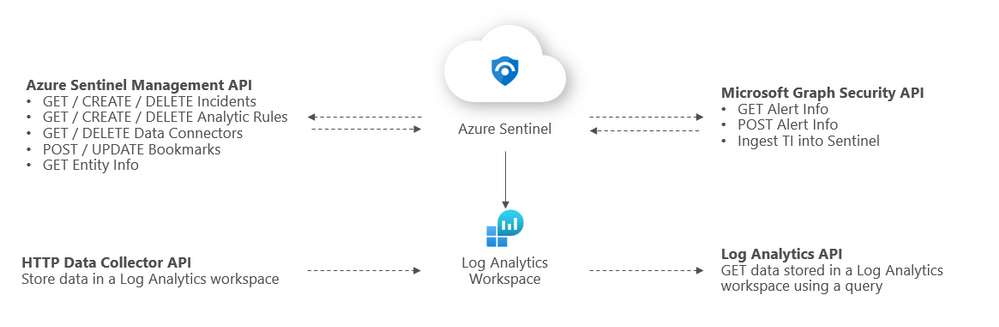 Azure Sentinel Management API
• GET / CREATE / DELETE Incidents
• GET / CREATE / DELETE Analytic Rules
• GET / DELETE Data Connectors
• POST / UPDATE Bookmarks
• GET Entity Info
Azure Sentinel
Microsoft Graph Security API
• GET Alert Info
• POST Alert Info
• Ingest TI into Sentinel
HTTP Data Collector API
Store data in a Log Analytics workspace
Log Analytics
Workspace
Log Analytics API
GET data stored in a Log Analytics
workspace using a query